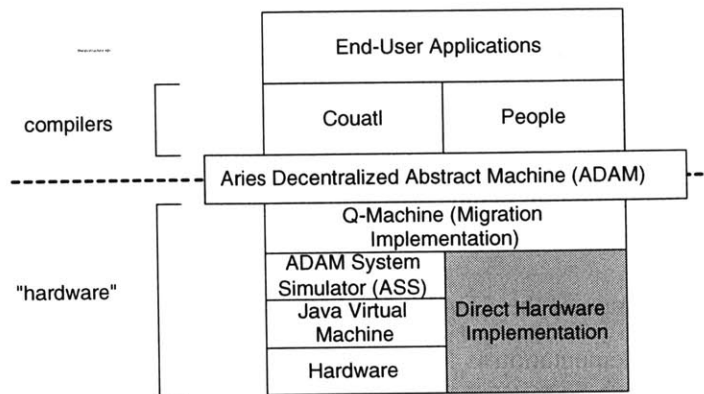 End-User Applications
compilers
Couatl
People
Aries Decentralized Abstract Machine (ADAM)
Q-Machine (Migration
Implementation)
"hardware"
ADAM System
Simulator (ASS)
Java Virtual
Machine
Hardware
Direct Hardware
Implementation